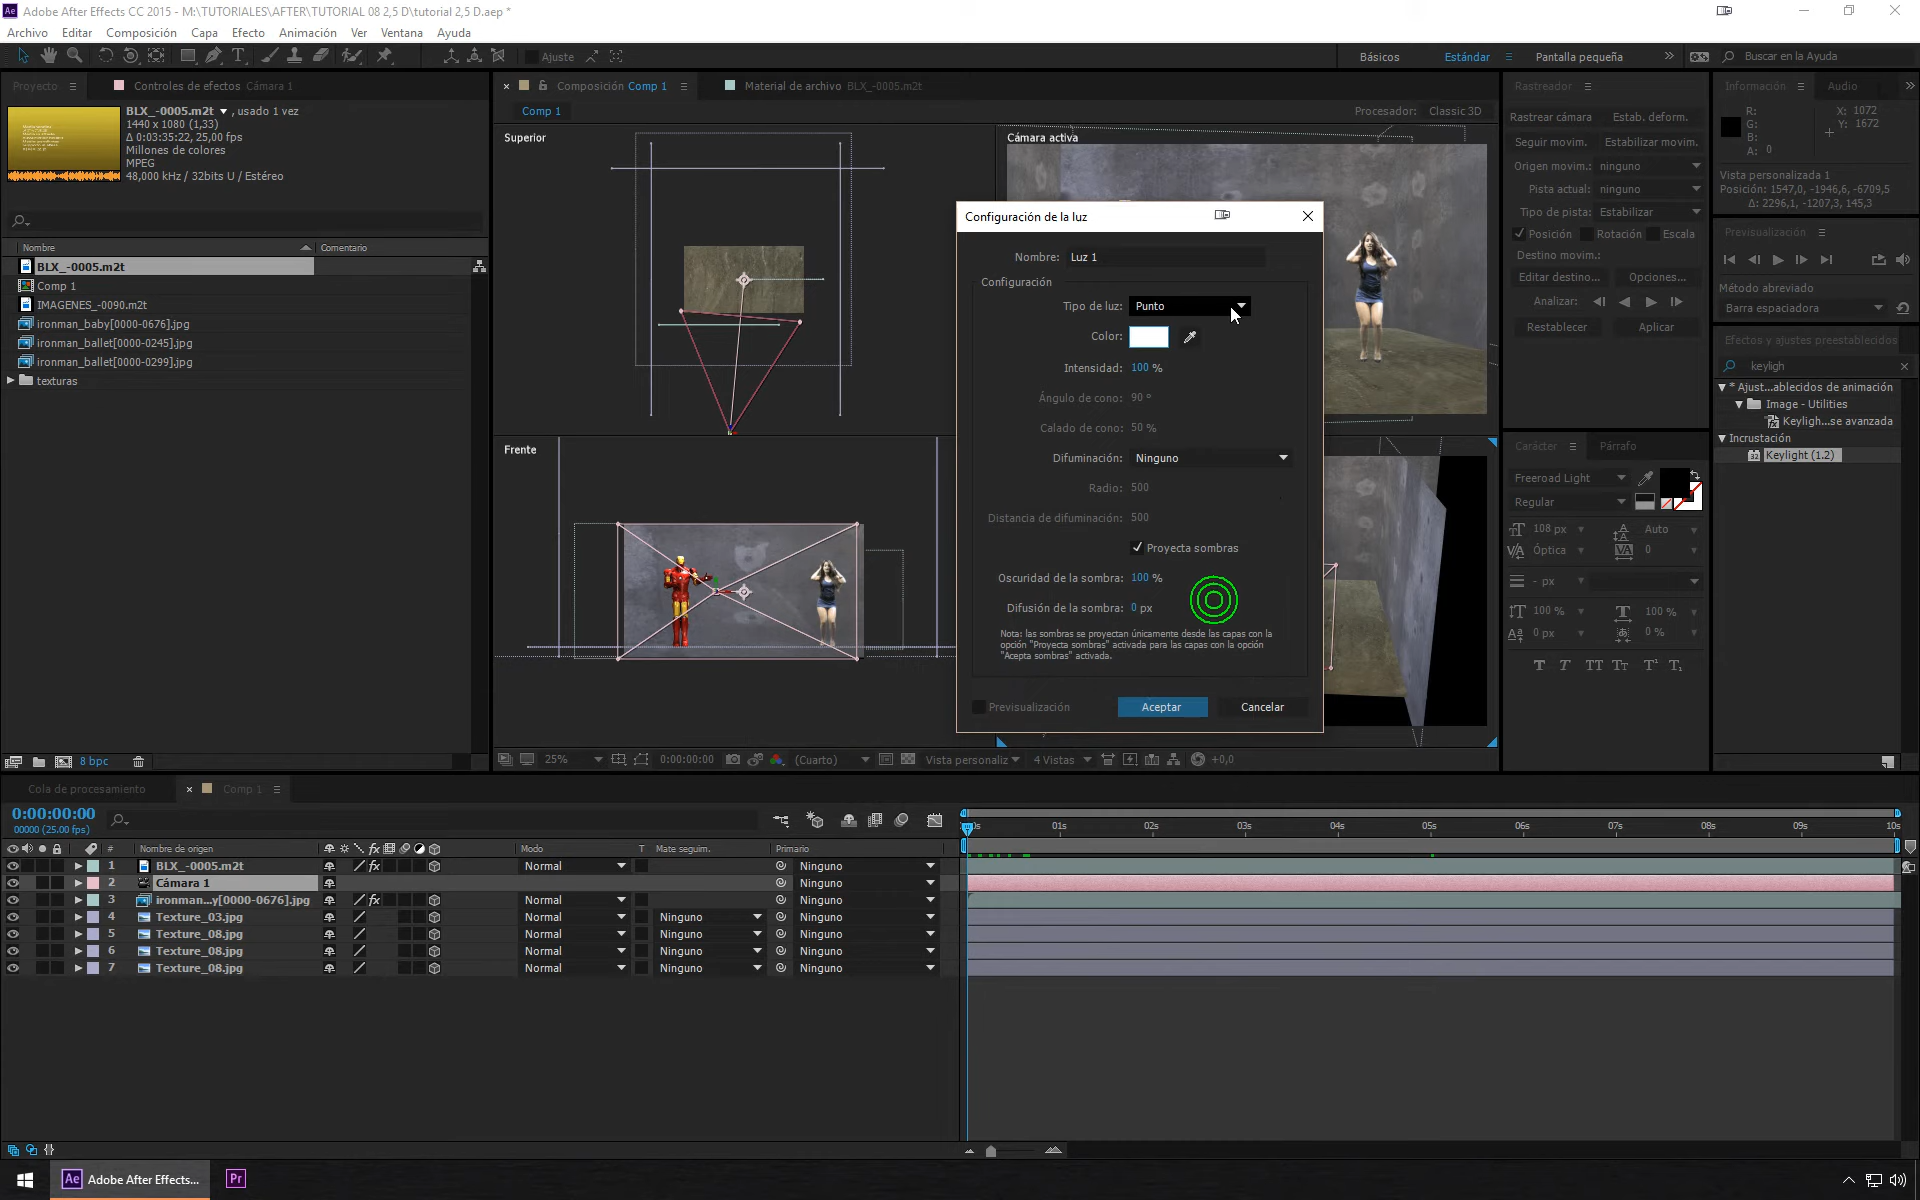 Adobe After Effects CC 2015 - M:\TUTORIALES\AFTER\TUTORIAL 08 2,5 D\tutorial 2,5 D.aep *
Archivo Editar Composición Capa Efecto Animación Ver Ventana Ayuda
Ajuste Básicos Estándar Pantalla pequeña Buscar en la Ayuda
Proyecto Controles de efectos Cámara 1
BLX_-0005.m2t , usado 1 vez
1440 x 1080 (1,33)
Δ 0:03:35:22, 25,00 fps
Millones de colores
MPEG
48,000 kHz / 32bits U / Estéreo
Nombre Comentario
BLX_-0005.m2t
Comp 1
IMAGENES_-0090.m2t
ironman_baby[0000-0676].jpg
ironman_ballet[0000-0245].jpg
ironman_ballet[0000-0299].jpg
texturas
8 bpc
Composición Comp 1 Material de archivo BLX_-0005.m2t
Comp 1 Procesador: Classic 3D
Superior
Cámara activa
Frente
Configuración de la luz
Nombre: Luz 1
Configuración
Tipo de luz: Punto
Color:
Intensidad: 100 %
Ángulo de cono: 90 °
Calado de cono: 50 %
Difuminación: Ninguno
Radio: 500
Distancia de difuminación: 500
Proyecta sombras
Oscuridad de la sombra: 100 %
Difusión de la sombra: 0 px
Nota: las sombras se proyectan únicamente desde las capas con la
opción "Proyecta sombras" activada para las capas con la opción
"Acepta sombras" activada.
Previsualización Aceptar Cancelar
25% 0:00:00:00 (Cuarto) Vista personaliz 4 Vistas +0,0
Rastreador
Rastrear cámara Estab. deform.
Seguir movim. Estabilizar movim.
Origen movim.: ninguno
Pista actual: ninguno
Tipo de pista: Estabilizar
Posición Rotación Escala
Destino movim.:
Editar destino... Opciones...
Analizar:
Restablecer Aplicar
Carácter Párrafo
Freeroad Light
Regular
108 px Auto
Óptica 0
- px
100 % 100 %
0 px 0 %
T T TT Tт T¹ T₁
Información Audio
R: X: 1072
G: Y: 1672
B:
A: 0
Vista personalizada 1
Posición: 1547,0, -1946,6, -6709,5
Δ: 2296,1, -1207,3, 145,3
Previsualización
Método abreviado
Barra espaciadora
Efectos y ajustes preestablecidos
keyligh
* Ajust...ablecidos de animación
Image - Utilities
Keyligh...se avanzada
Incrustación
Keylight (1.2)
Cola de procesamiento Comp 1
0:00:00:00
00000 (25.00 fps)
# Nombre de origen Modo T Mate seguim. Primario
1 BLX_-0005.m2t Normal Ninguno
2 Cámara 1 Ninguno
3 ironman...y[0000-0676].jpg Normal Ninguno
4 Texture_03.jpg Normal Ninguno Ninguno
5 Texture_08.jpg Normal Ninguno Ninguno
6 Texture_08.jpg Normal Ninguno Ninguno
7 Texture_08.jpg Normal Ninguno Ninguno
01s 02s 03s 04s 05s 06s 07s 08s 09s 10s
Ae Adobe After Effects... Pr